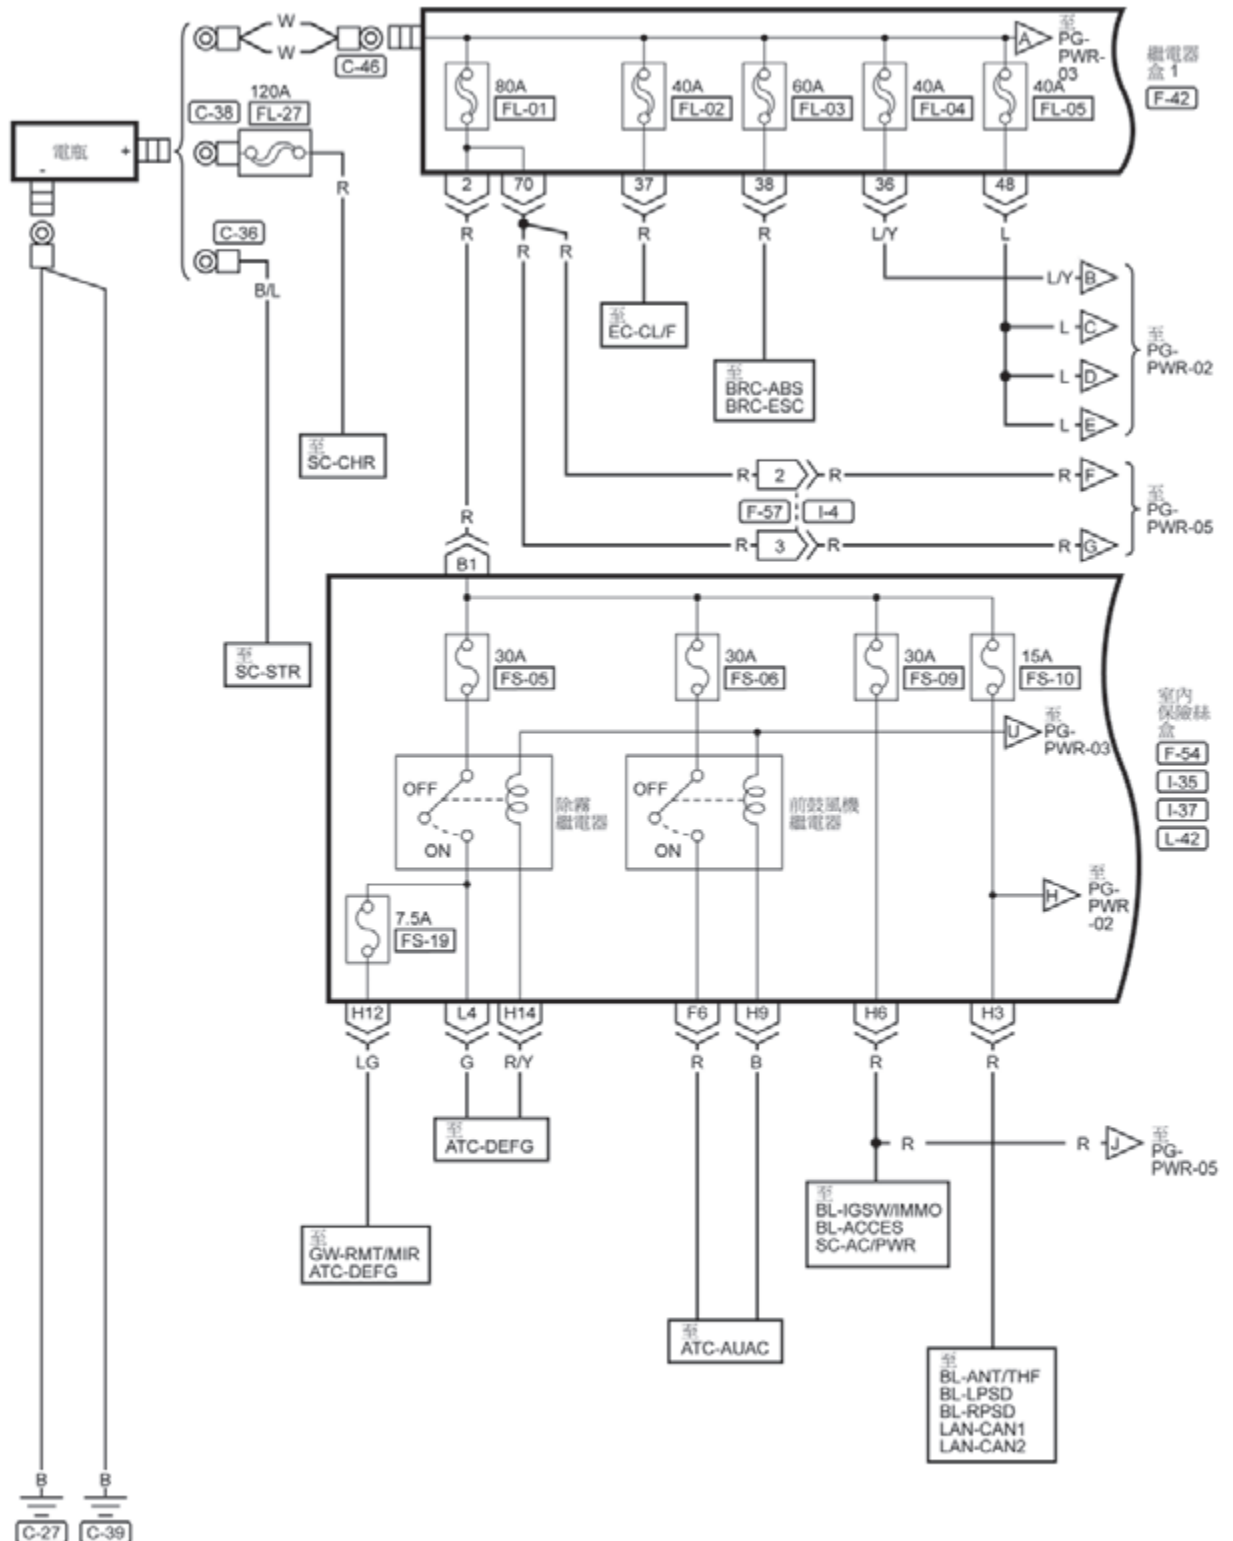 W
W
C-46
至
PG-
PWR-
03
A
繼電器
盒 1
F-42
80A
FL-01
40A
FL-02
60A
FL-03
40A
FL-04
40A
FL-05
C-38
120A
FL-27
電瓶
+
-
R
C-36
B/L
2
70
37
38
36
48
R
R
R
R
R
L/Y
L
L/Y
B
L
C
L
D
L
E
至
PG-
PWR-02
至
EC-CL/F
至
BRC-ABS
BRC-ESC
至
SC-CHR
R
2
R
R
F
F-57
I-4
R
3
R
R
G
至
PG-
PWR-05
R
B1
至
SC-STR
30A
FS-05
30A
FS-06
30A
FS-09
15A
FS-10
U
至
PG-
PWR-03
室內
保險絲
盒
F-54
I-35
I-37
L-42
OFF
ON
除霧
繼電器
OFF
ON
前鼓風機
繼電器
H
至
PG-
PWR
-02
7.5A
FS-19
H12
L4
H14
F6
H9
H6
H3
LG
G
R/Y
R
B
R
R
至
ATC-DEFG
R
R
J
至
PG-
PWR-05
至
BL-IGSW/IMMO
BL-ACCES
SC-AC/PWR
至
GW-RMT/MIR
ATC-DEFG
至
ATC-AUAC
至
BL-ANT/THF
BL-LPSD
BL-RPSD
LAN-CAN1
LAN-CAN2
B
B
C-27
C-39